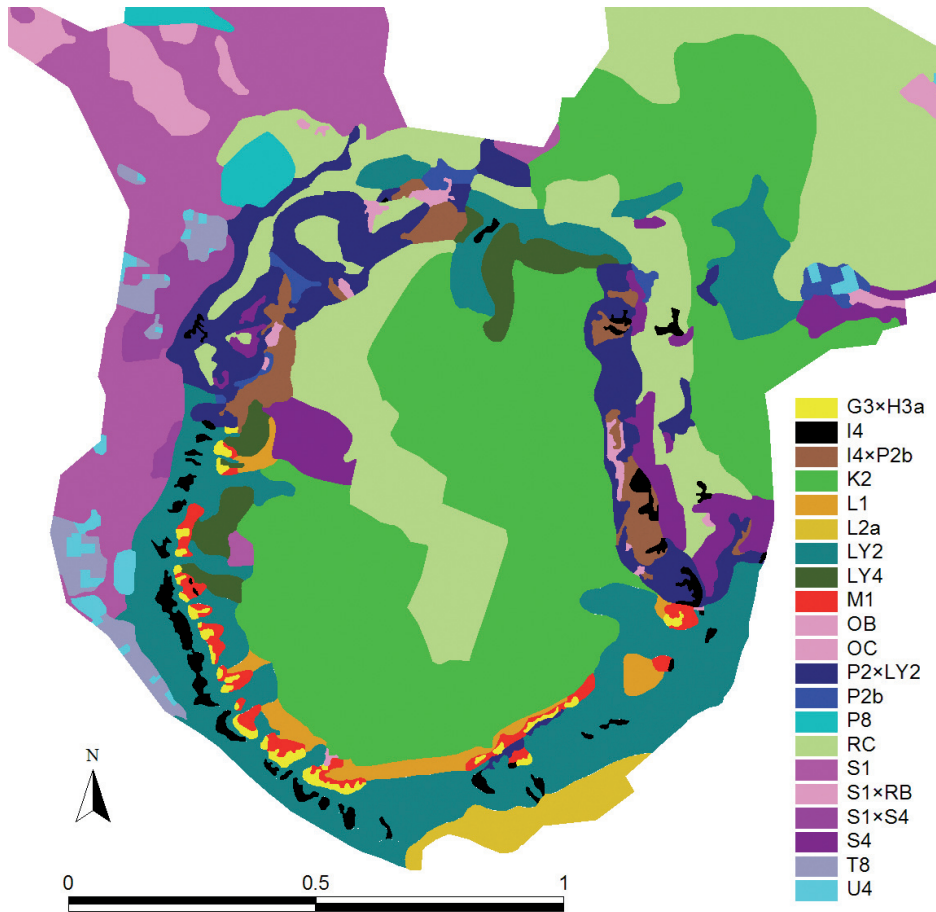 G3×H3a
I4
I4×P2b
K2
L1
L2a
LY2
LY4
M1
OB
OC
P2×LY2
P2b
P8
RC
S1
S1×RB
S1×S4
S4
T8
U4
N
0 0.5 1